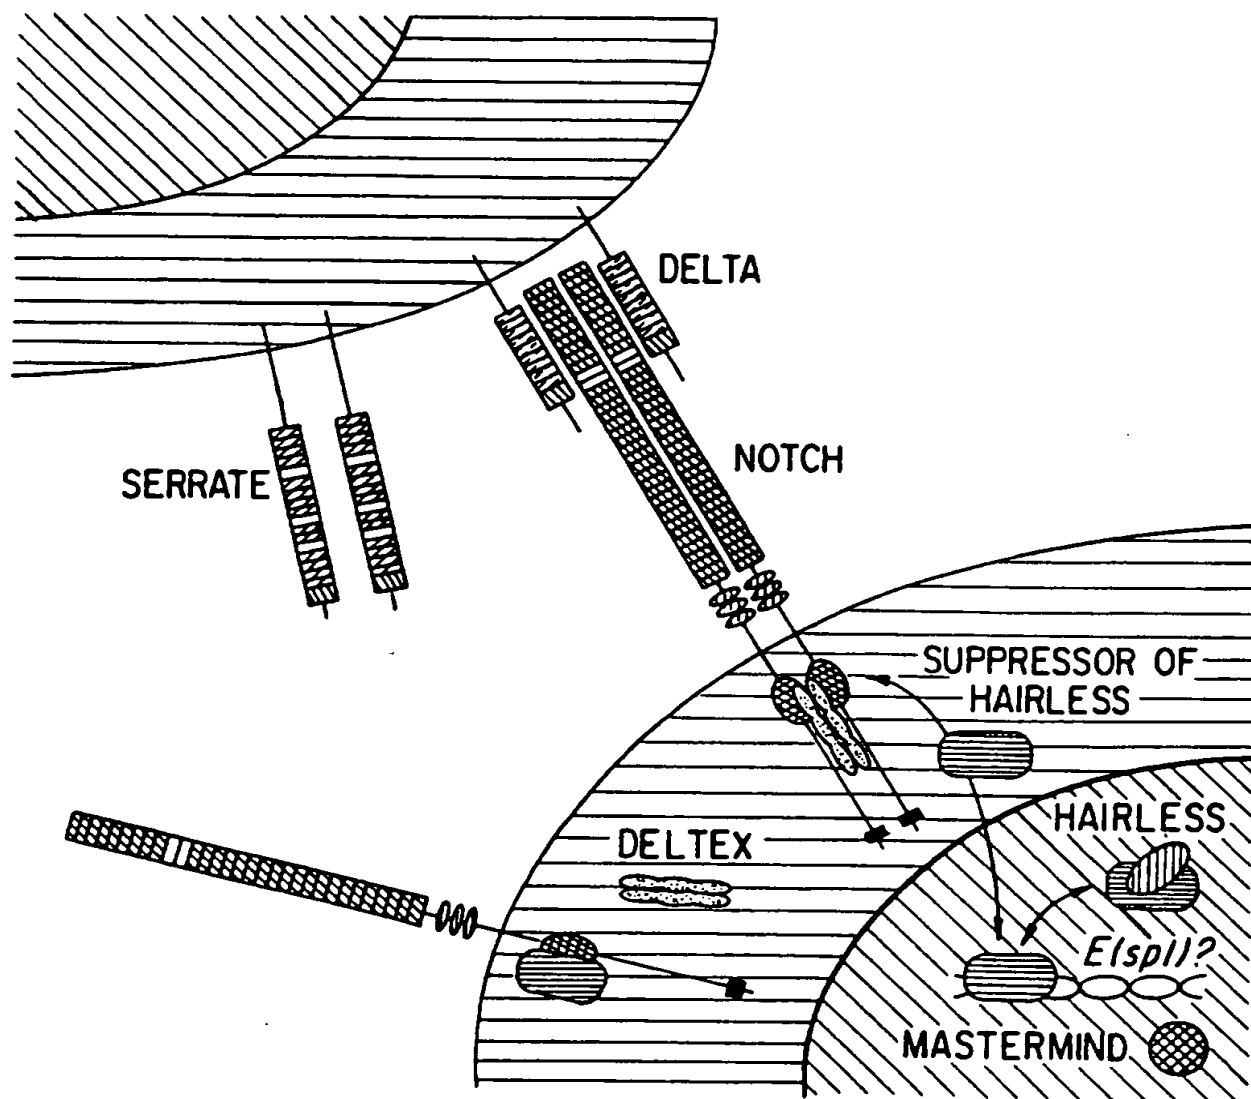 DELTA
NOTCH
SERRATE
SUPPRESSOR OF
HAIRLESS
HAIRLESS
DELTEX
E(spl)?
MASTERMIND